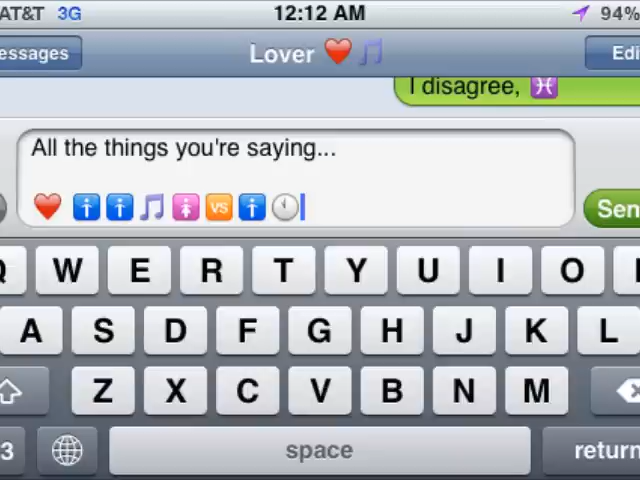 AT&T 3G 12:12 AM 94%
essages Lover ❤️🎵 Edi
I disagree, ♓
All the things you're saying...
❤️ 🚹 🚹 🎵 🚺 🆚 🚹 🕚
Sen
Q W E R T Y U I O
A S D F G H J K L
Z X C V B N M
3 space return